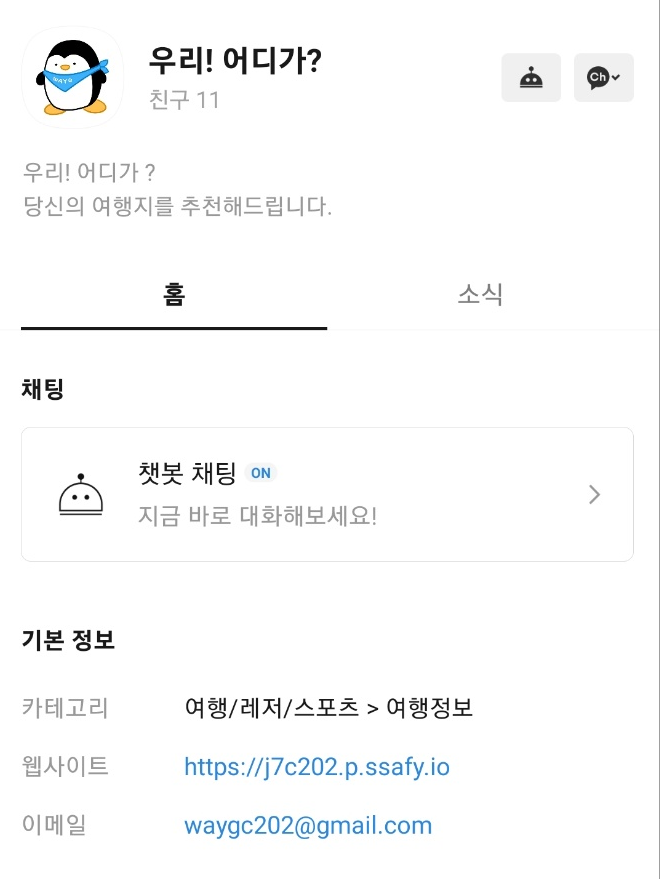 우리! 어디가?
친구 11
Ch
우리! 어디가 ?
당신의 여행지를 추천해드립니다.
홈
소식
채팅
챗봇 채팅 ON
지금 바로 대화해보세요!
기본 정보
카테고리 여행/레저/스포츠 > 여행정보
웹사이트 https://j7c202.p.ssafy.io
이메일 waygc202@gmail.com